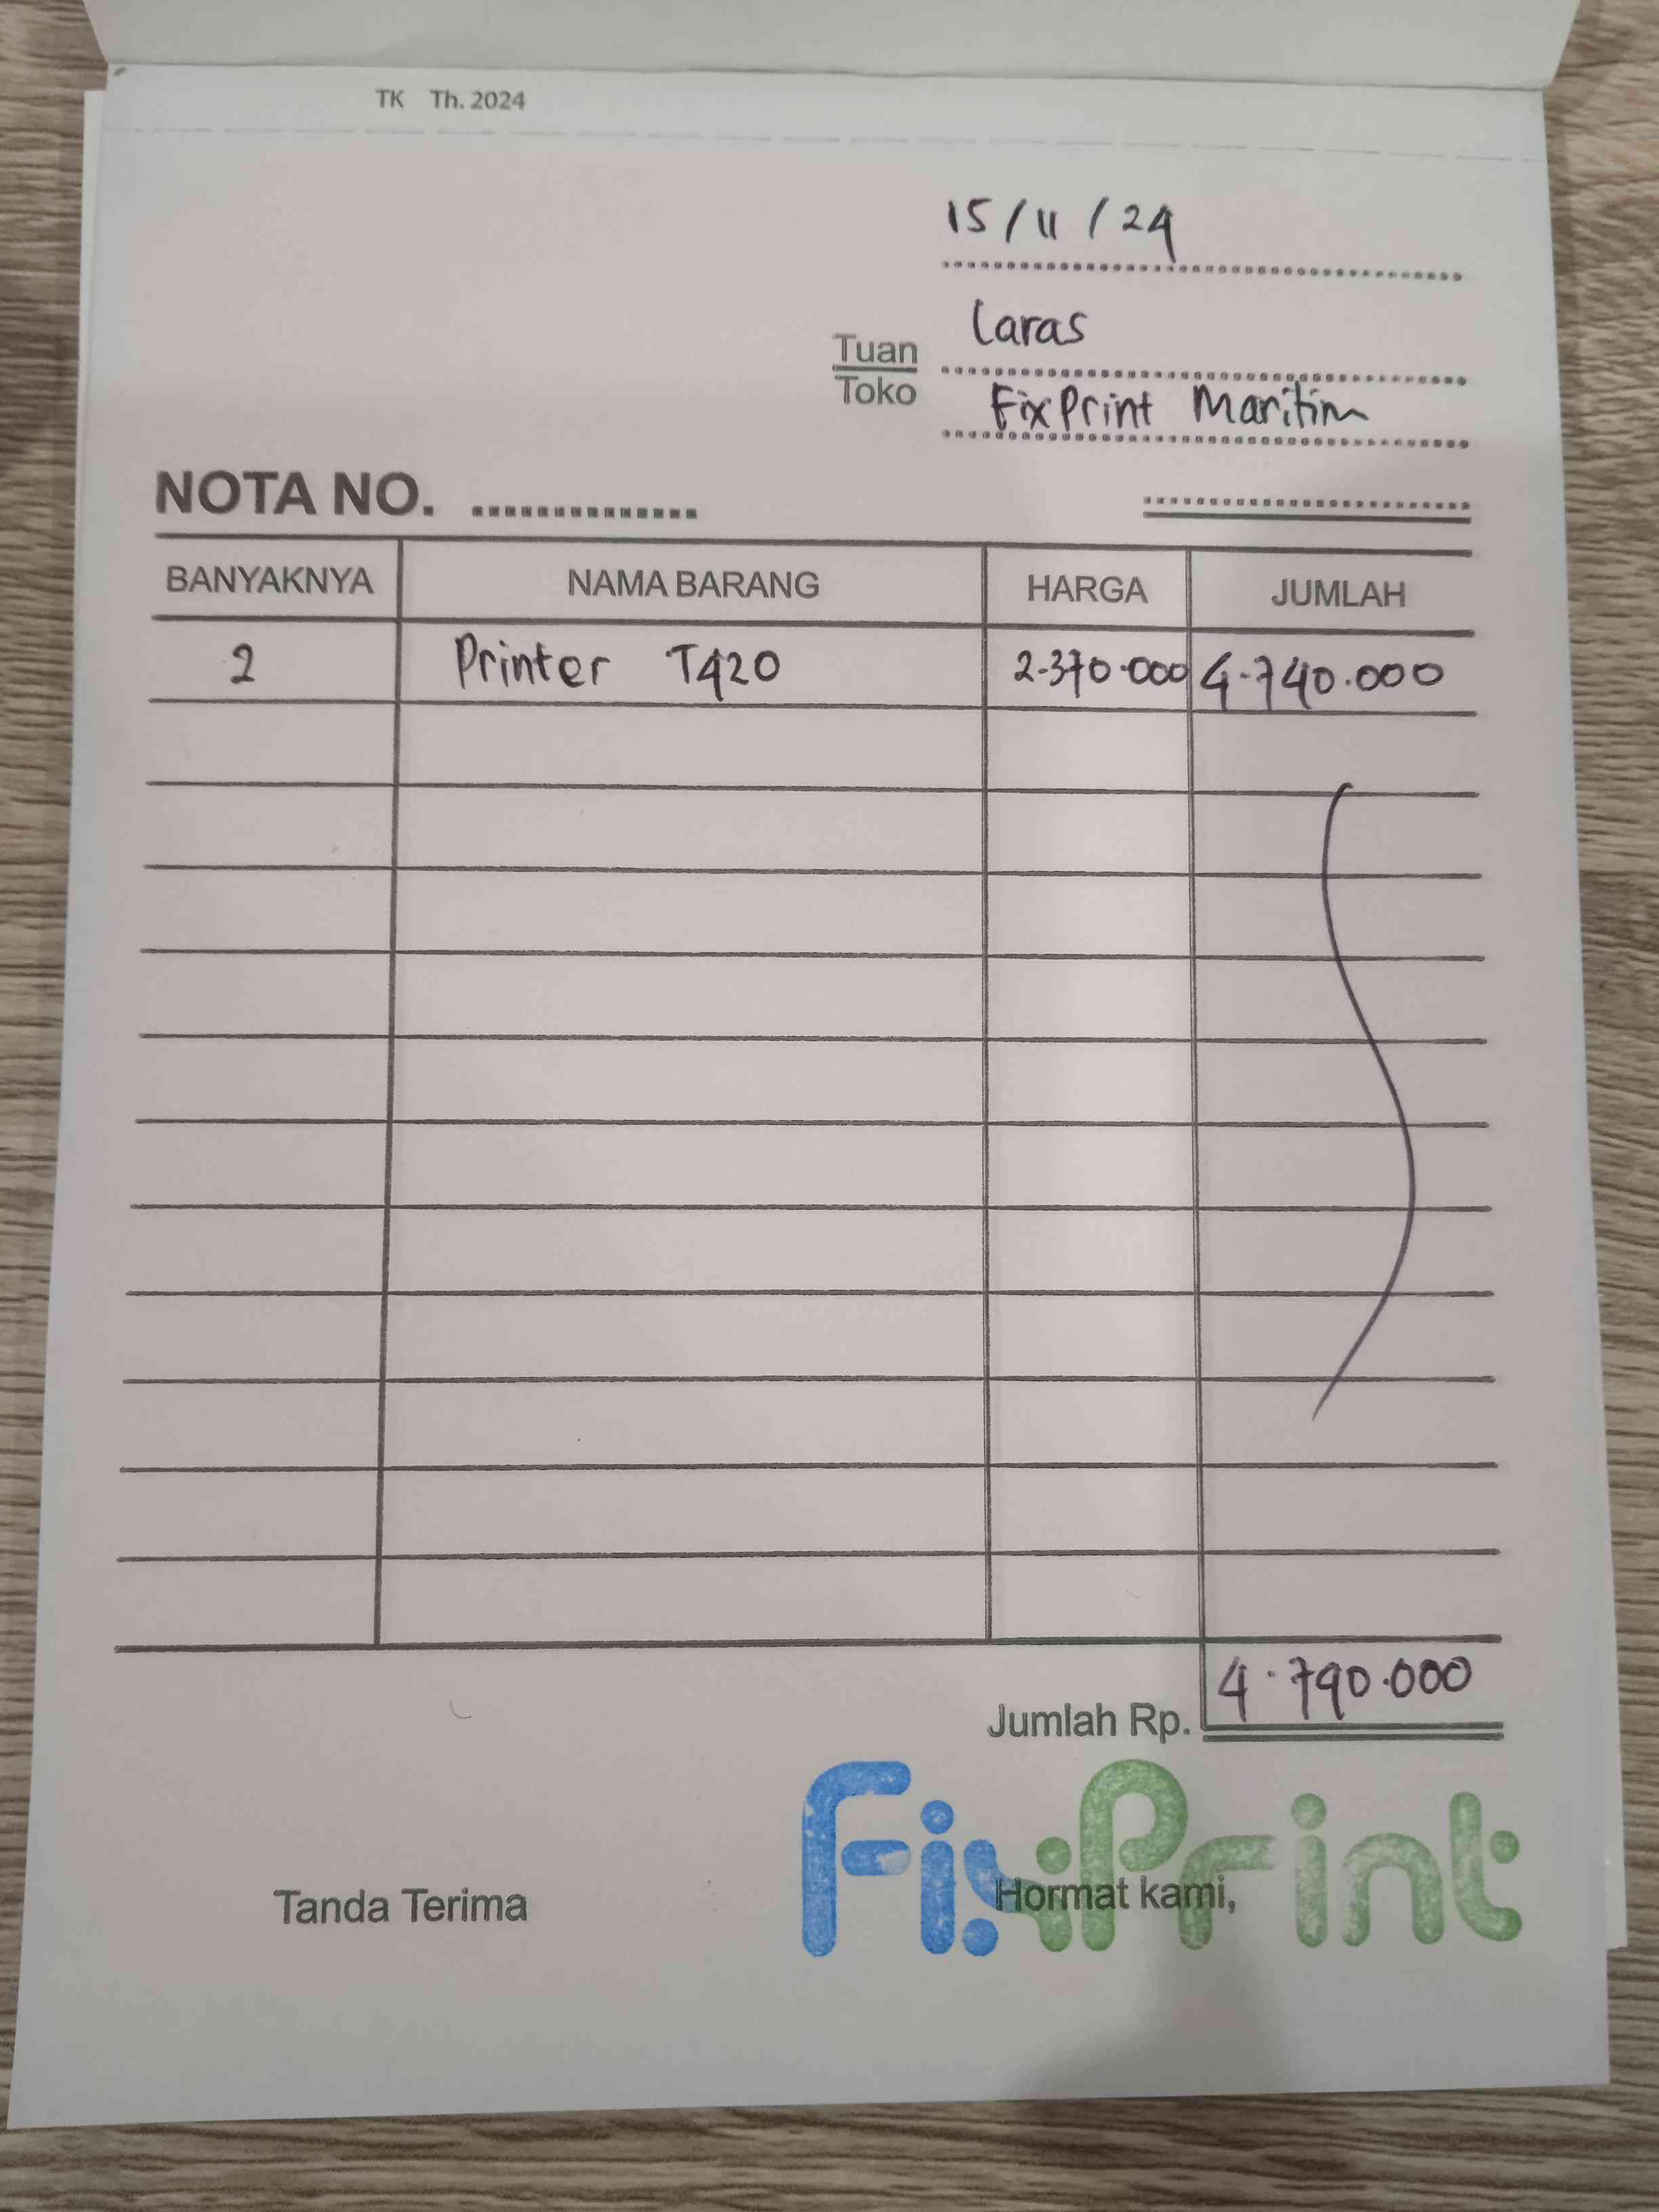 TK Th. 2024
15/11/24
Tuan Laras
Toko FixPrint Maritim
NOTA NO. ..............
BANYAKNYA NAMA BARANG HARGA JUMLAH
2 Printer T420 2.370.000 4.740.000
Jumlah Rp. 4.740.000
FixPrint
Tanda Terima Hormat kami,